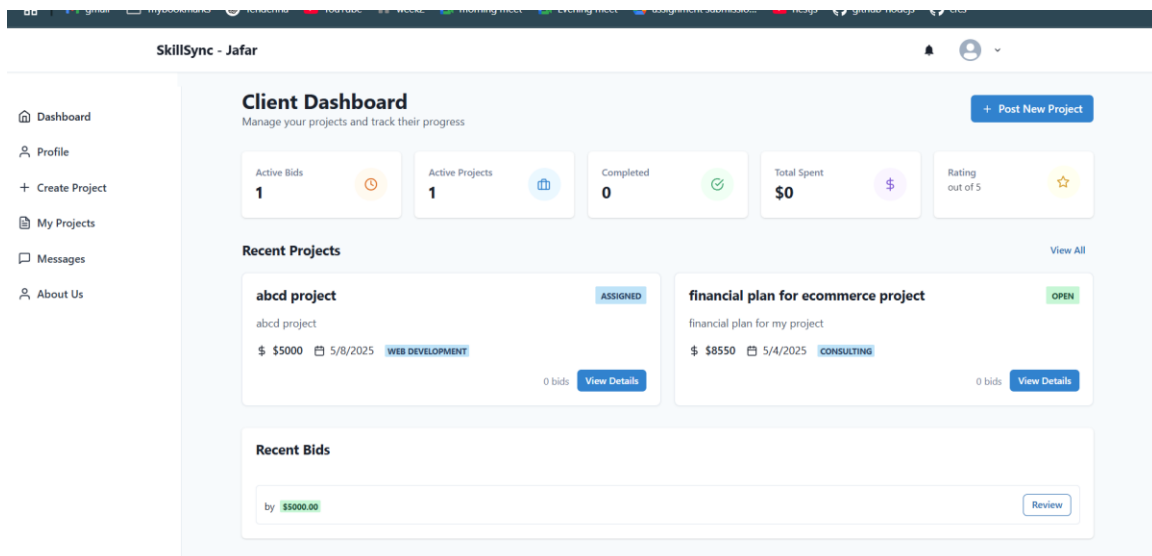 SkillSync - Jafar
Dashboard
Profile
Create Project
My Projects
Messages
About Us
Client Dashboard
Manage your projects and track their progress
+ Post New Project
Active Bids
1
Active Projects
1
Completed
0
Total Spent
$0
Rating
out of 5
Recent Projects
View All
abcd project
ASSIGNED
abcd project
$ $5000 5/8/2025 WEB DEVELOPMENT
0 bids View Details
financial plan for ecommerce project
OPEN
financial plan for my project
$ $8550 5/4/2025 CONSULTING
0 bids View Details
Recent Bids
by $5000.00
Review